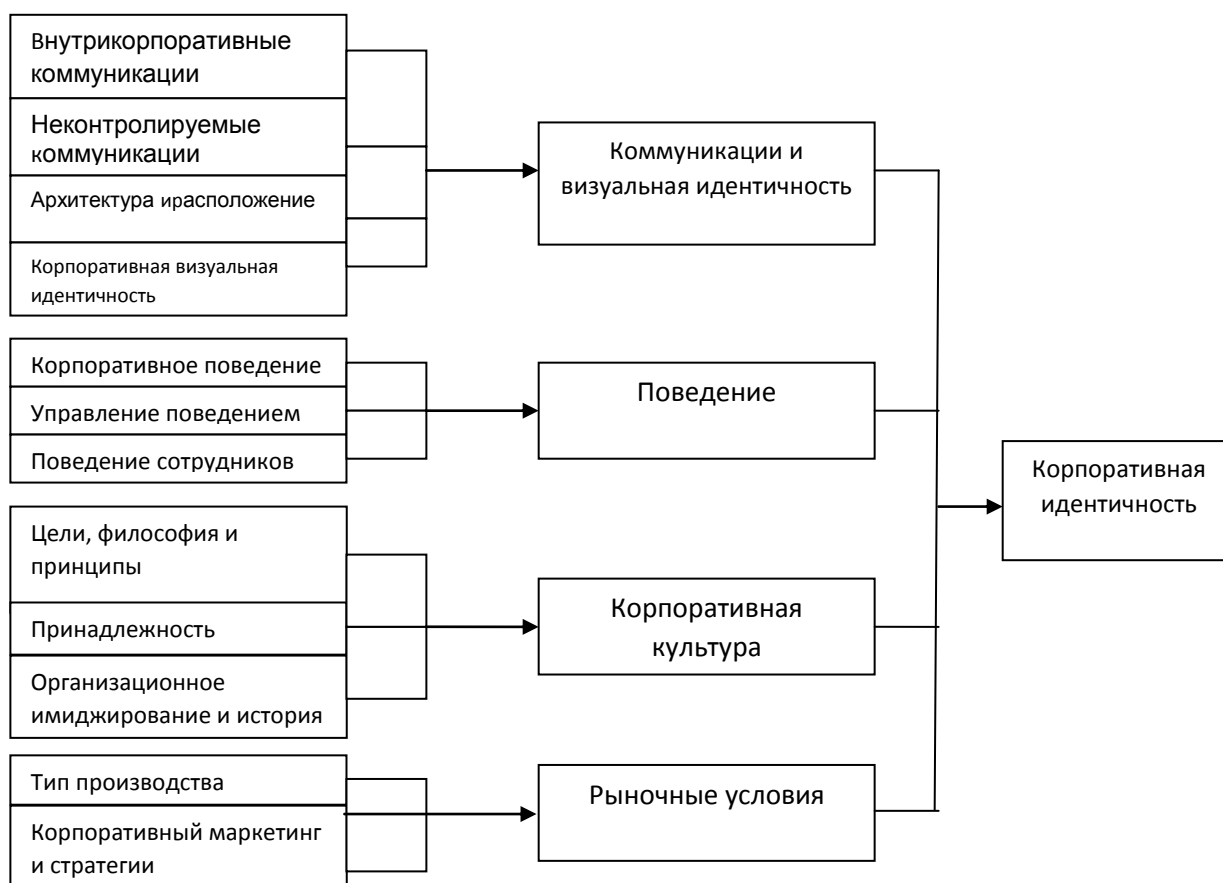 Внутрикорпоративные
коммуникации
Неконтролируемые
коммуникации
Архитектура ирасположение
Корпоративная визуальная
идентичность
Коммуникации и
визуальная идентичность
Корпоративное поведение
Управление поведением
Поведение сотрудников
Поведение
Цели, философия и
принципы
Принадлежность
Организационное
имиджирование и история
Корпоративная
культура
Тип производства
Корпоративный маркетинг
и стратегии
Рыночные условия
Корпоративная
идентичность